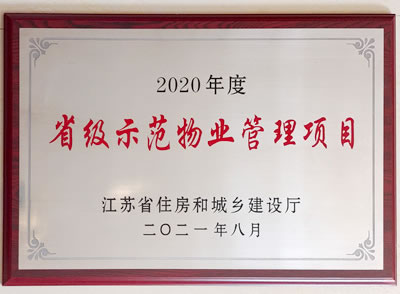 2020年度
省级示范物业管理项目
江苏省住房和城乡建设厅
二〇二一年八月